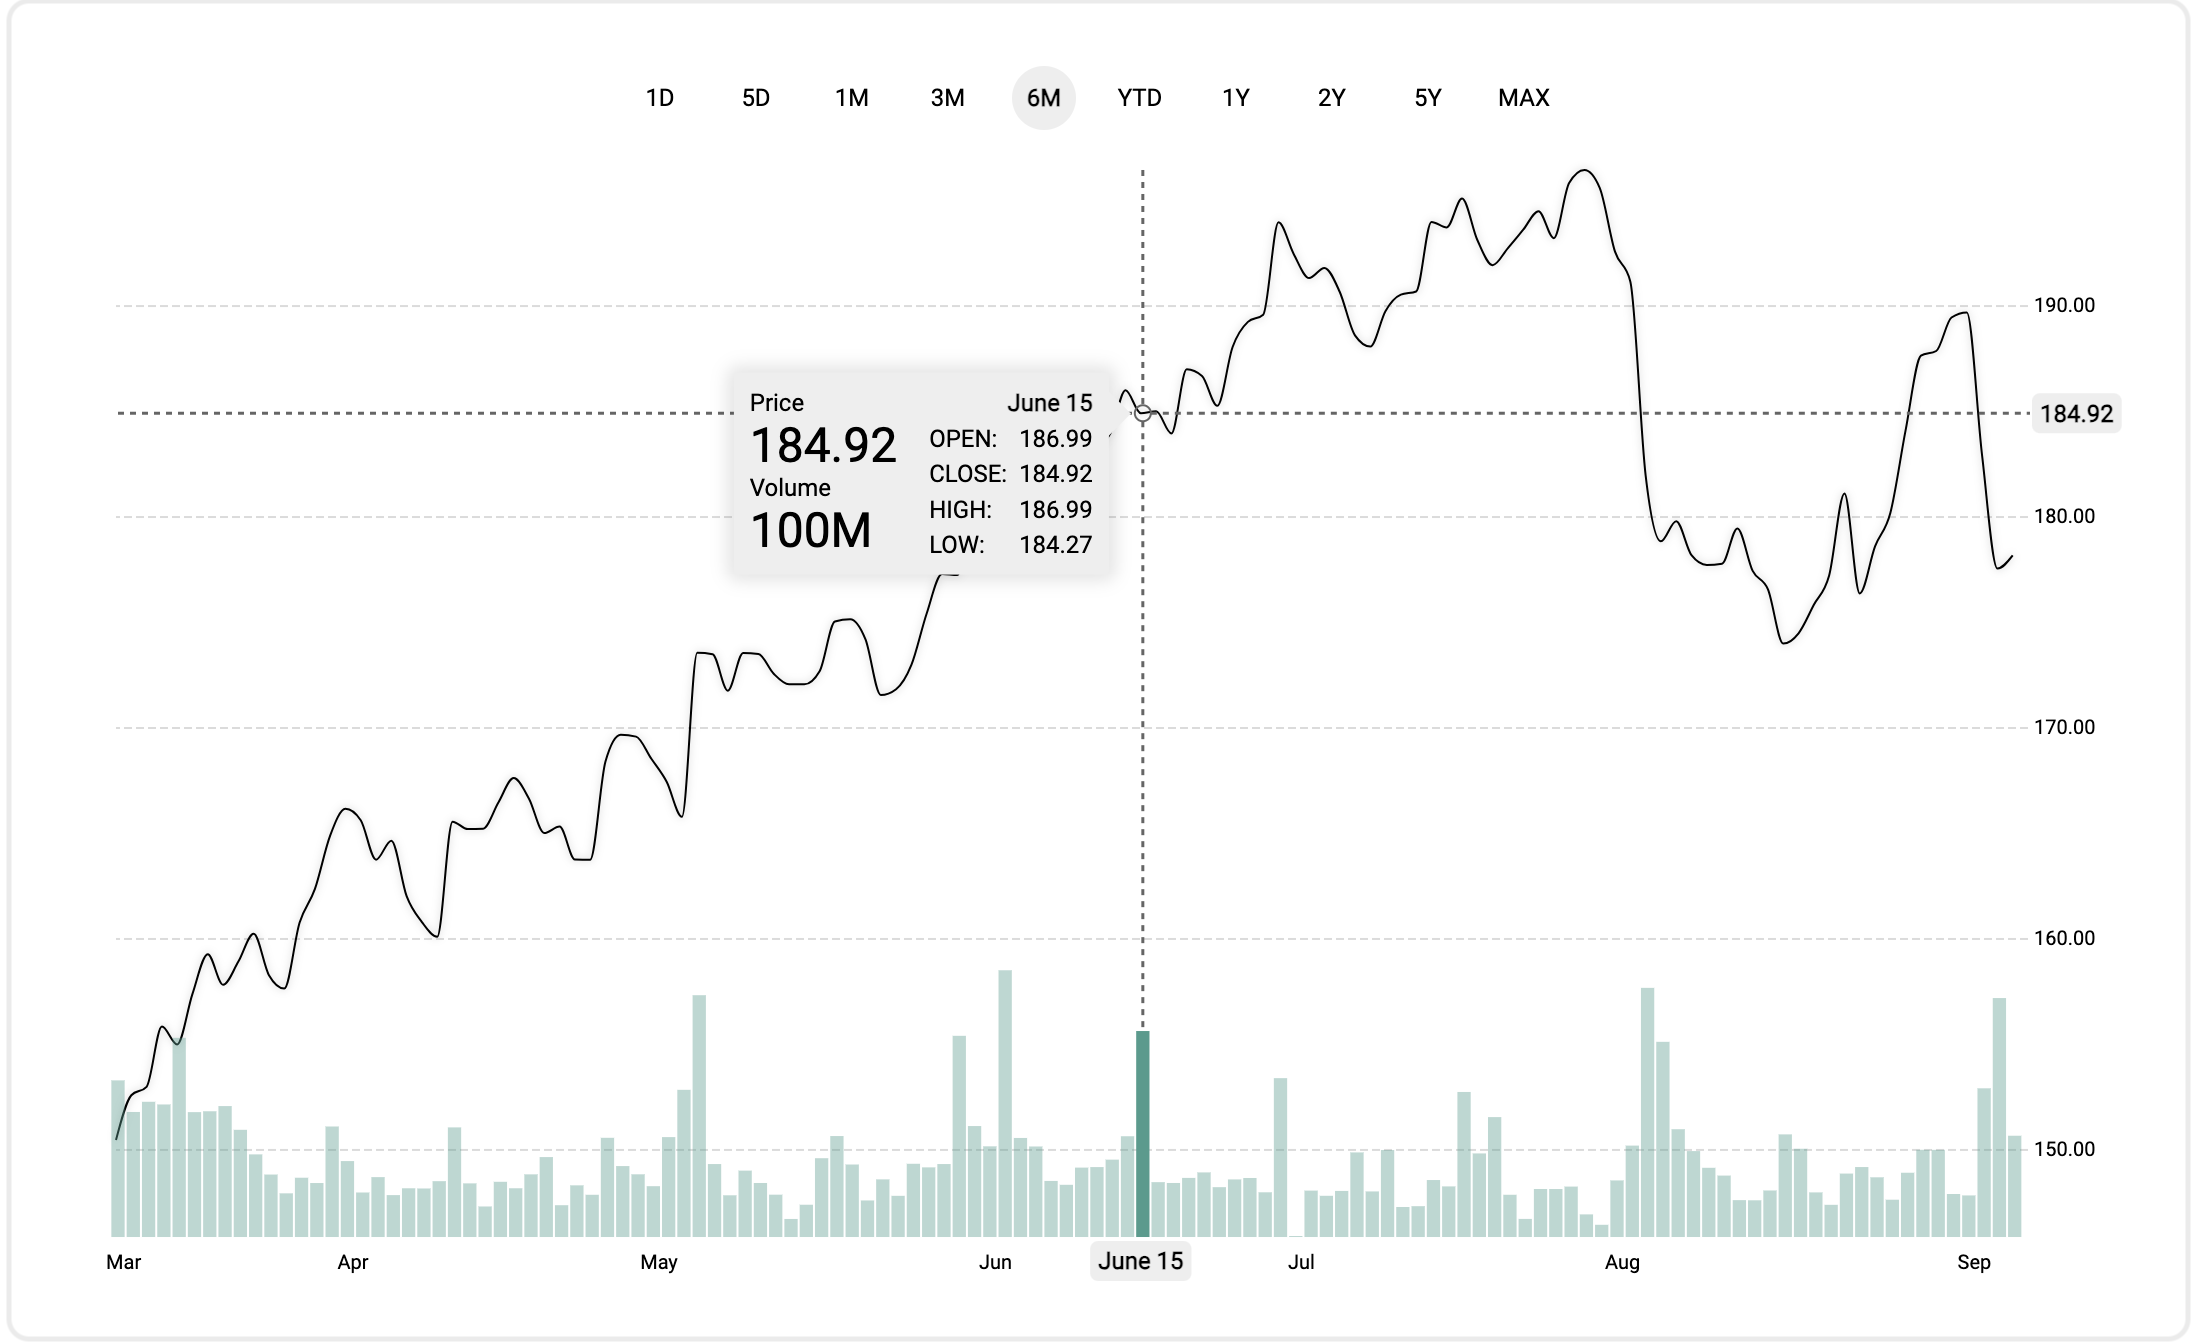 1D 5D 1M 3M 6M YTD 1Y 2Y 5Y MAX
190.00
Price June 15
184.92 OPEN: 186.99
CLOSE: 184.92
Volume
100M HIGH: 186.99
LOW: 184.27
184.92
180.00
170.00
160.00
150.00
Mar Apr May Jun June 15 Jul Aug Sep